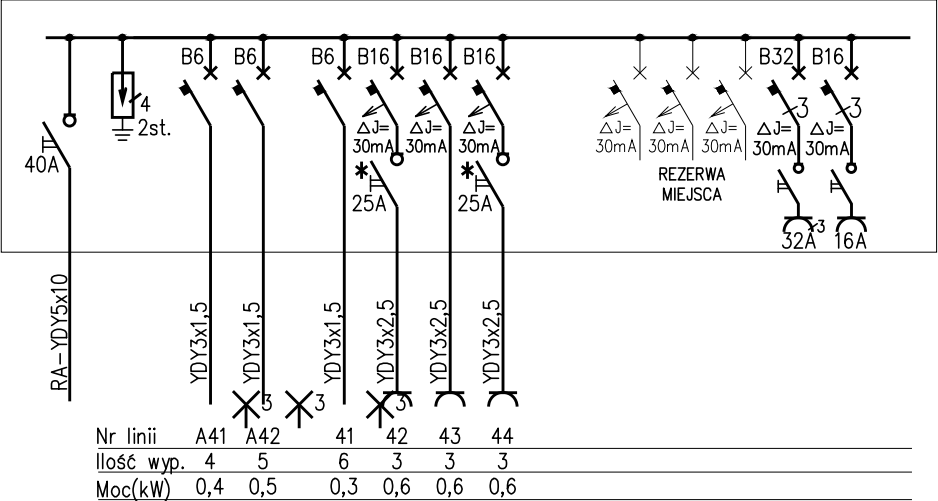 B6 B6 B6 B16 B16 B16 B32 B16
4
2st.
3 3
△J= △J= △J= △J= △J= △J= △J= △J=
30mA 30mA 30mA 30mA 30mA 30mA 30mA 30mA
40A
* *
REZERWA
MIEJSCA
25A 25A
3
32A 16A
RA-YDY5x10
YDY3x1,5
YDY3x1,5
YDY3x1,5
YDY3x2,5
YDY3x2,5
YDY3x2,5
3 3 3
Nr linii A41 A42 41 42 43 44
Ilość wyp. 4 5 6 3 3 3
Moc(kW) 0,4 0,5 0,3 0,6 0,6 0,6